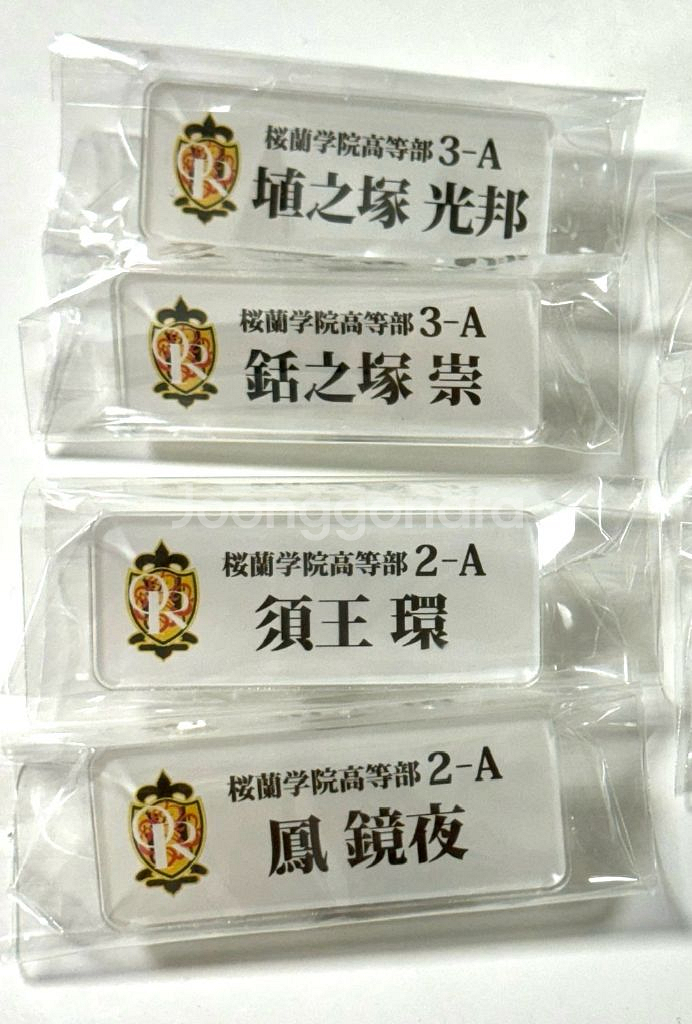 桜蘭学院高等部 3-A
埴之塚 光邦
桜蘭学院高等部 3-A
銛之塚 崇
桜蘭学院高等部 2-A
須王 環
桜蘭学院高等部 2-A
鳳 鏡夜
Joonggonara